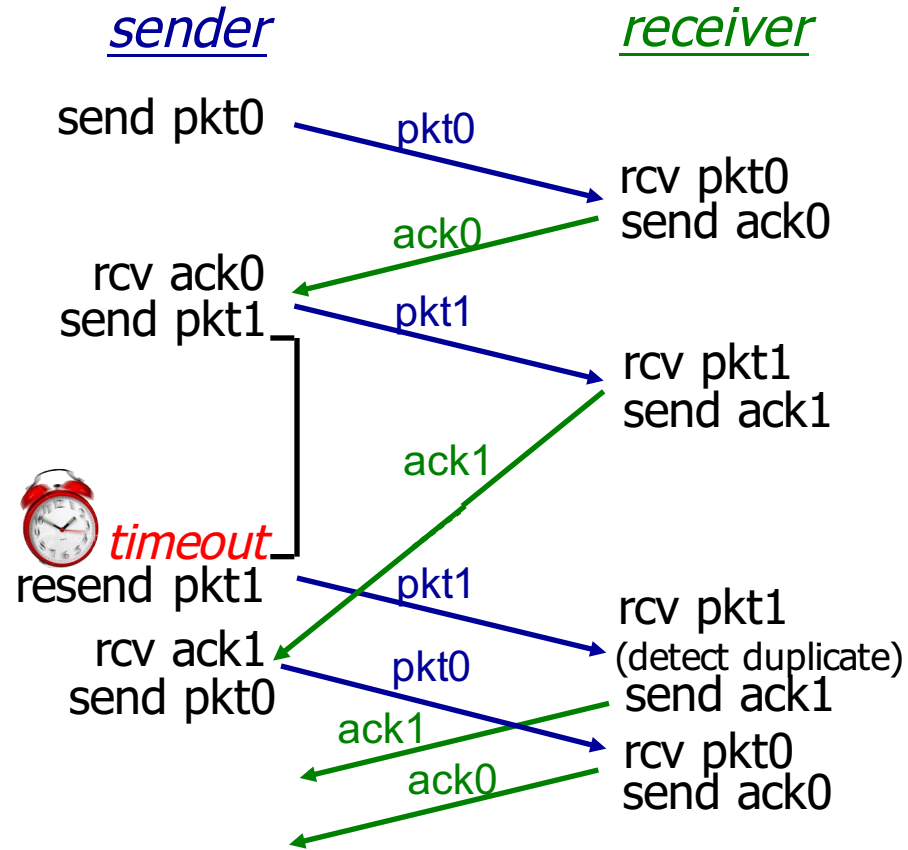 sender
receiver
send pkt0
pkt0
rcv pkt0
send ack0
ack0
rcv ack0
send pkt1
pkt1
rcv pkt1
send ack1
ack1
timeout
resend pkt1
pkt1
rcv pkt1
(detect duplicate)
send ack1
rcv ack1
send pkt0
pkt0
ack1
rcv pkt0
send ack0
ack0